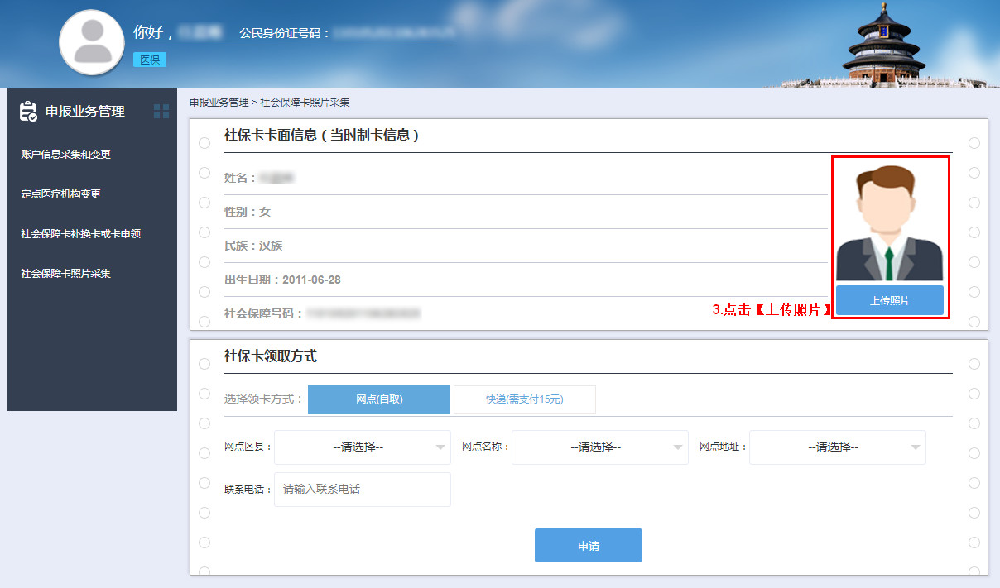 你好，
公民身份证号码：
医保
申报业务管理
账户信息采集和变更
定点医疗机构变更
社会保障卡补换卡或卡申领
社会保障卡照片采集
申报业务管理 > 社会保障卡照片采集
社保卡卡面信息（当时制卡信息）
姓名：
性别：女
民族：汉族
出生日期：2011-06-28
社会保障号码：
3.点击【上传照片】
上传照片
社保卡领取方式
选择领卡方式： 网点(自取) 快递(需支付15元)
网点区县： --请选择-- 网点名称： --请选择-- 网点地址： --请选择--
联系电话： 请输入联系电话
申请